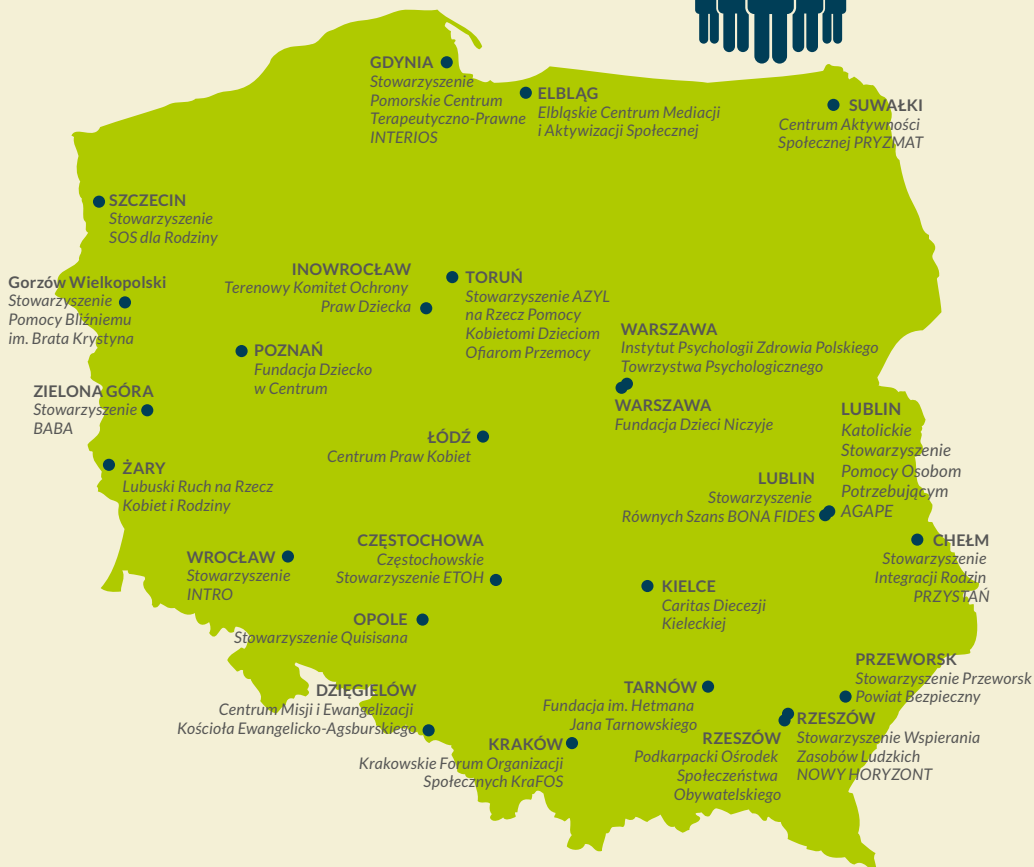 GDYNIA
Stowarzyszenie
Pomorskie Centrum
Terapeutyczno-Prawne
INTERIOS
ELBLĄG
Elbląskie Centrum Mediacji
i Aktywizacji Społecznej
SUWAŁKI
Centrum Aktywności
Społecznej PRYZMAT
SZCZECIN
Stowarzyszenie
SOS dla Rodziny
Gorzów Wielkopolski
Stowarzyszenie
Pomocy Bliźniemu
im. Brata Krystyna
INOWROCŁAW
Terenowy Komitet Ochrony
Praw Dziecka
TORUŃ
Stowarzyszenie AZYL
na Rzecz Pomocy
Kobietomi Dzieciom
Ofiarom Przemocy
POZNAŃ
Fundacja Dziecko
w Centrum
WARSZAWA
Instytut Psychologii Zdrowia Polskiego
Towrzystwa Psychologicznego
WARSZAWA
Fundacja Dzieci Niczyje
ZIELONA GÓRA
Stowarzyszenie
BABA
ŁÓDŹ
Centrum Praw Kobiet
LUBLIN
Katolickie
Stowarzyszenie
Pomocy Osobom
Potrzebującym
AGAPE
ŻARY
Lubuski Ruch na Rzecz
Kobiet i Rodziny
LUBLIN
Stowarzyszenie
Równych Szans BONA FIDES
CHEŁM
Stowarzyszenie
Integracji Rodzin
PRZYSTAŃ
WROCŁAW
Stowarzyszenie
INTRO
CZĘSTOCHOWA
Częstochowskie
Stowarzyszenie ETOH
KIELCE
Caritas Diecezji
Kieleckiej
OPOLE
Stowarzyszenie Quisisana
PRZEWORSK
Stowarzyszenie Przeworsk
Powiat Bezpieczny
DZIĘGIELÓW
Centrum Misji i Ewangelizacji
Kościoła Ewangelicko-Agsburskiego
TARNÓW
Fundacja im. Hetmana
Jana Tarnowskiego
KRAKÓW
Krakowskie Forum Organizacji
Społecznych KraFOS
RZESZÓW
Podkarpacki Ośrodek
Społeczeństwa
Obywatelskiego
RZESZÓW
Stowarzyszenie Wspierania
Zasobów Ludzkich
NOWY HORYZONT